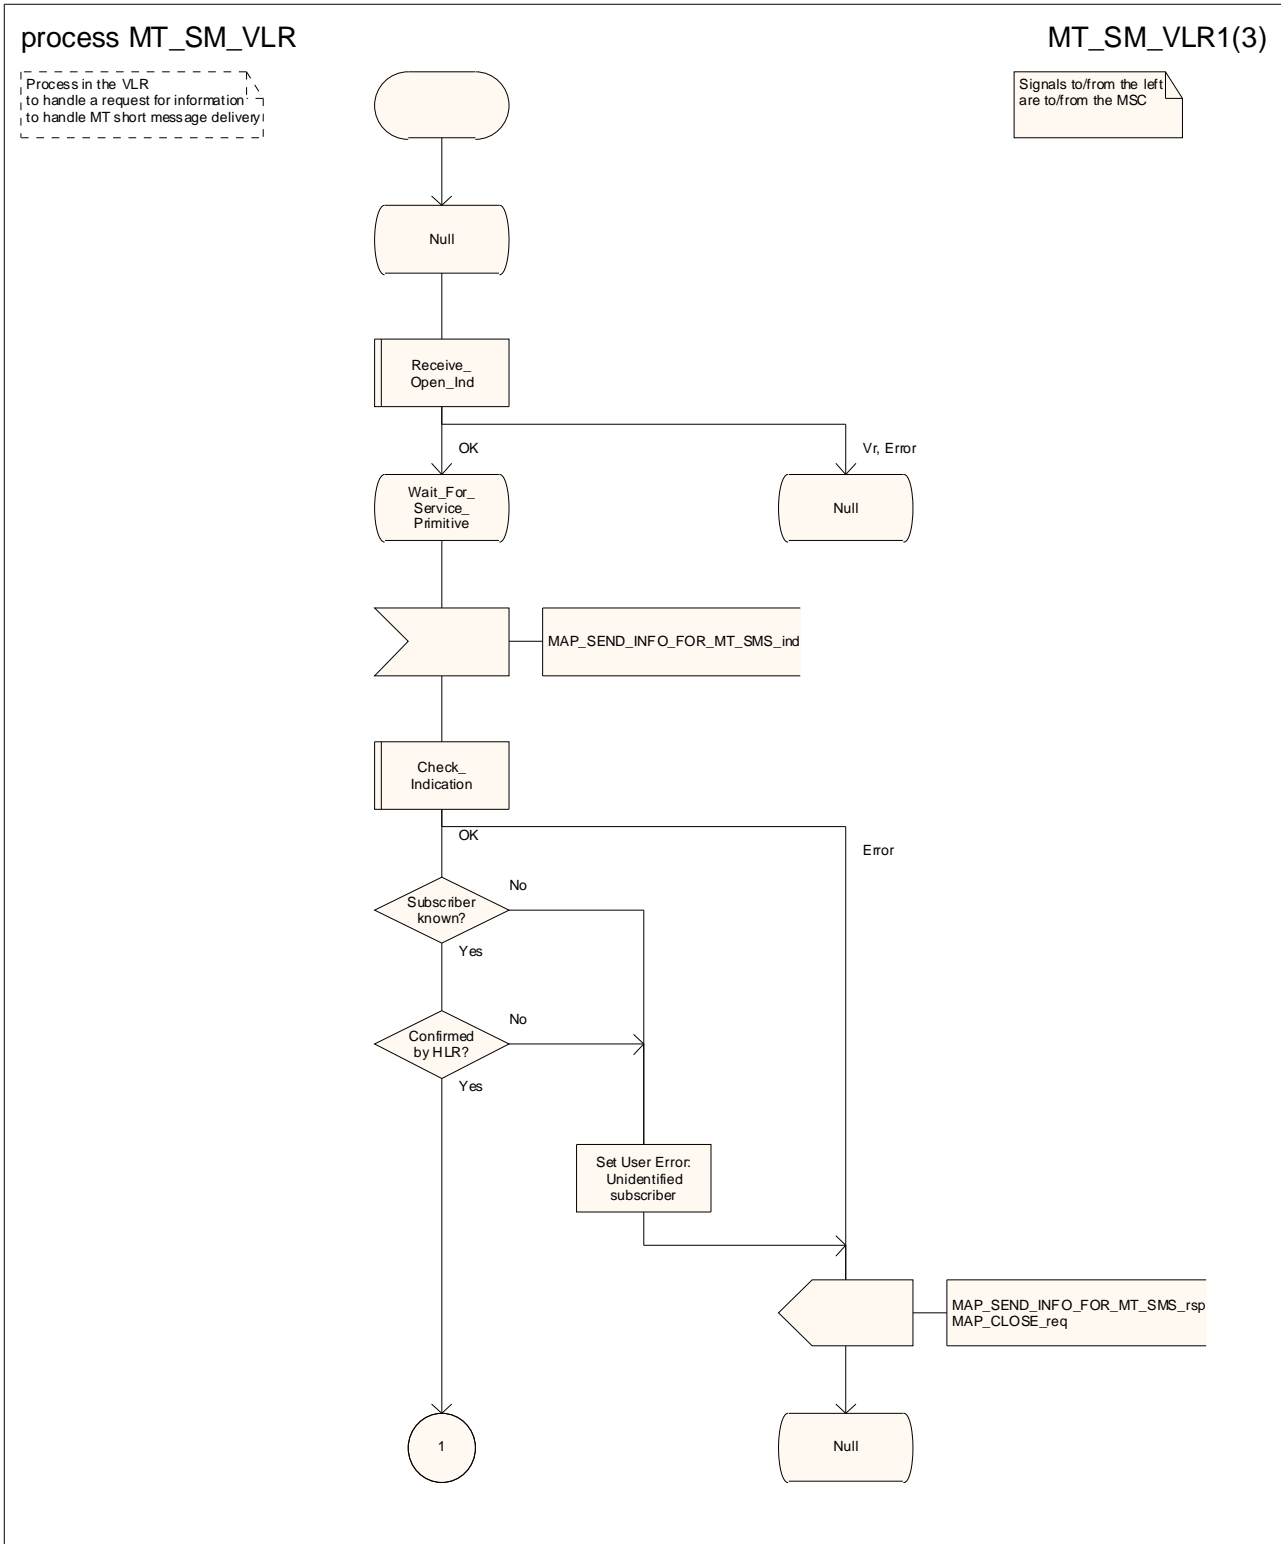 process MT_SM_VLR
MT_SM_VLR1(3)
Process in the VLR
to handle a request for information
to handle MT short message delivery
Signals to/from the left
are to/from the MSC
Null
Receive_
Open_Ind
OK
Vr, Error
Wait_For_
Service_
Primitive
Null
MAP_SEND_INFO_FOR_MT_SMS_ind
Check_
Indication
OK
Error
No
Subscriber
known?
Yes
No
Confirmed
by HLR?
Yes
Set User Error:
Unidentified
subscriber
MAP_SEND_INFO_FOR_MT_SMS_rsp
MAP_CLOSE_req
1
Null